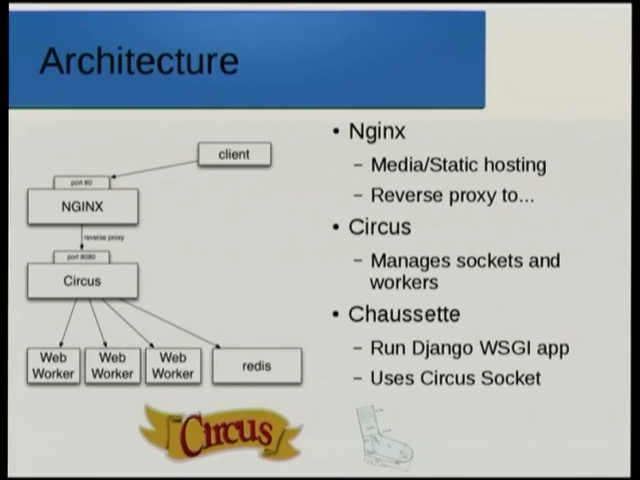 Architecture
client
port 80
NGINX
reverse proxy
port 8080
Circus
Web
Worker
Web
Worker
Web
Worker
redis
• Nginx
– Media/Static hosting
– Reverse proxy to...
• Circus
– Manages sockets and
workers
• Chaussette
– Run Django WSGI app
– Uses Circus Socket
Circus